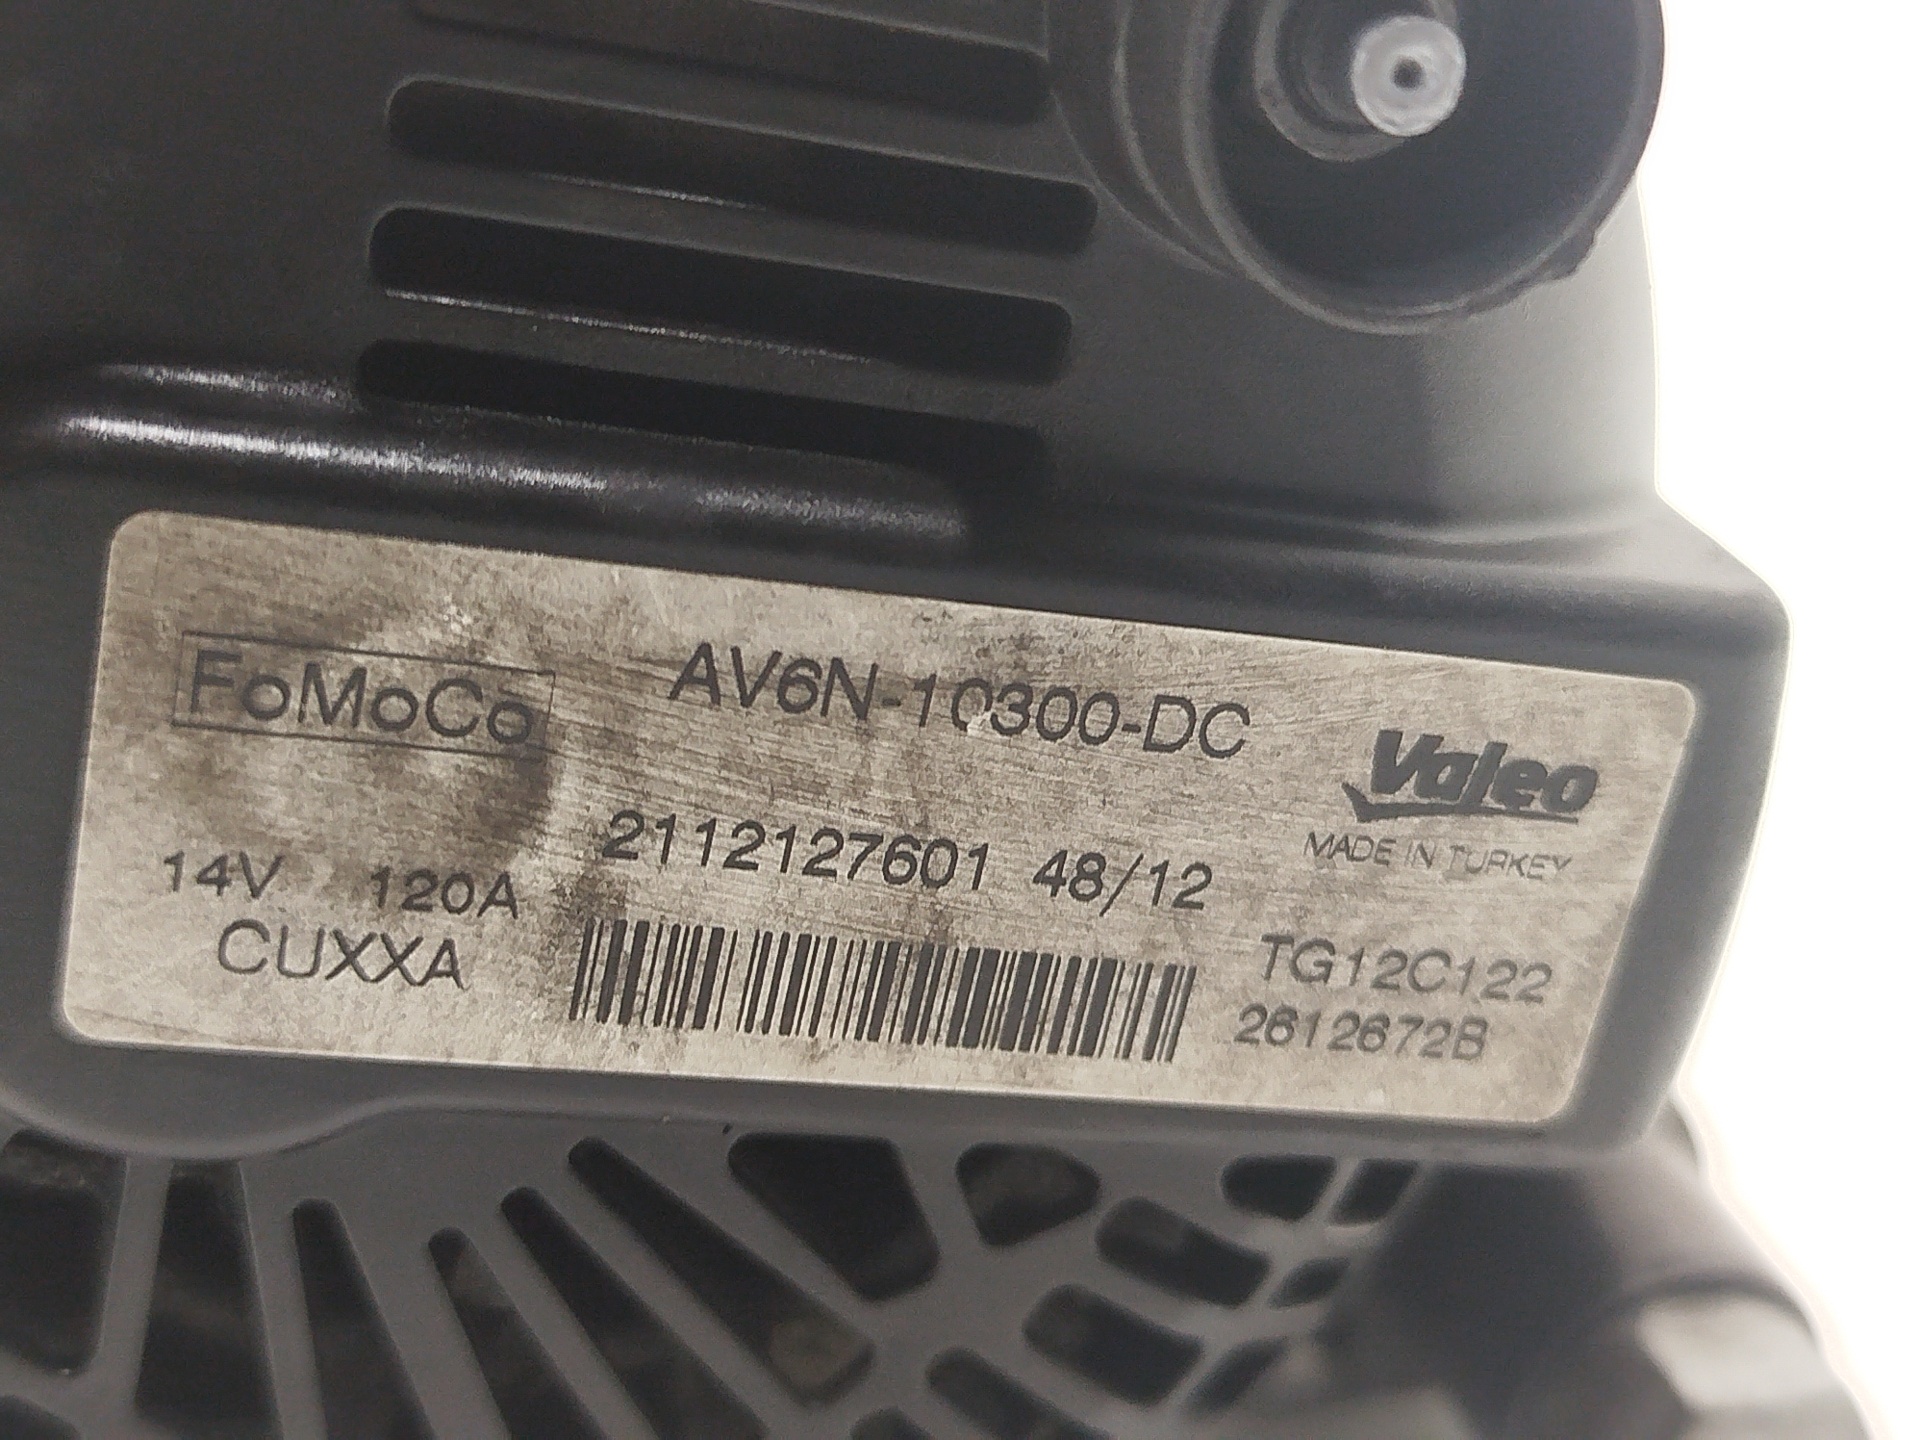 FoMoCo
AV6N-10300-DC
Valeo
MADE IN TURKEY
2112127601 48/12
14V 120A
CUXXA
TG12C122
2612672B